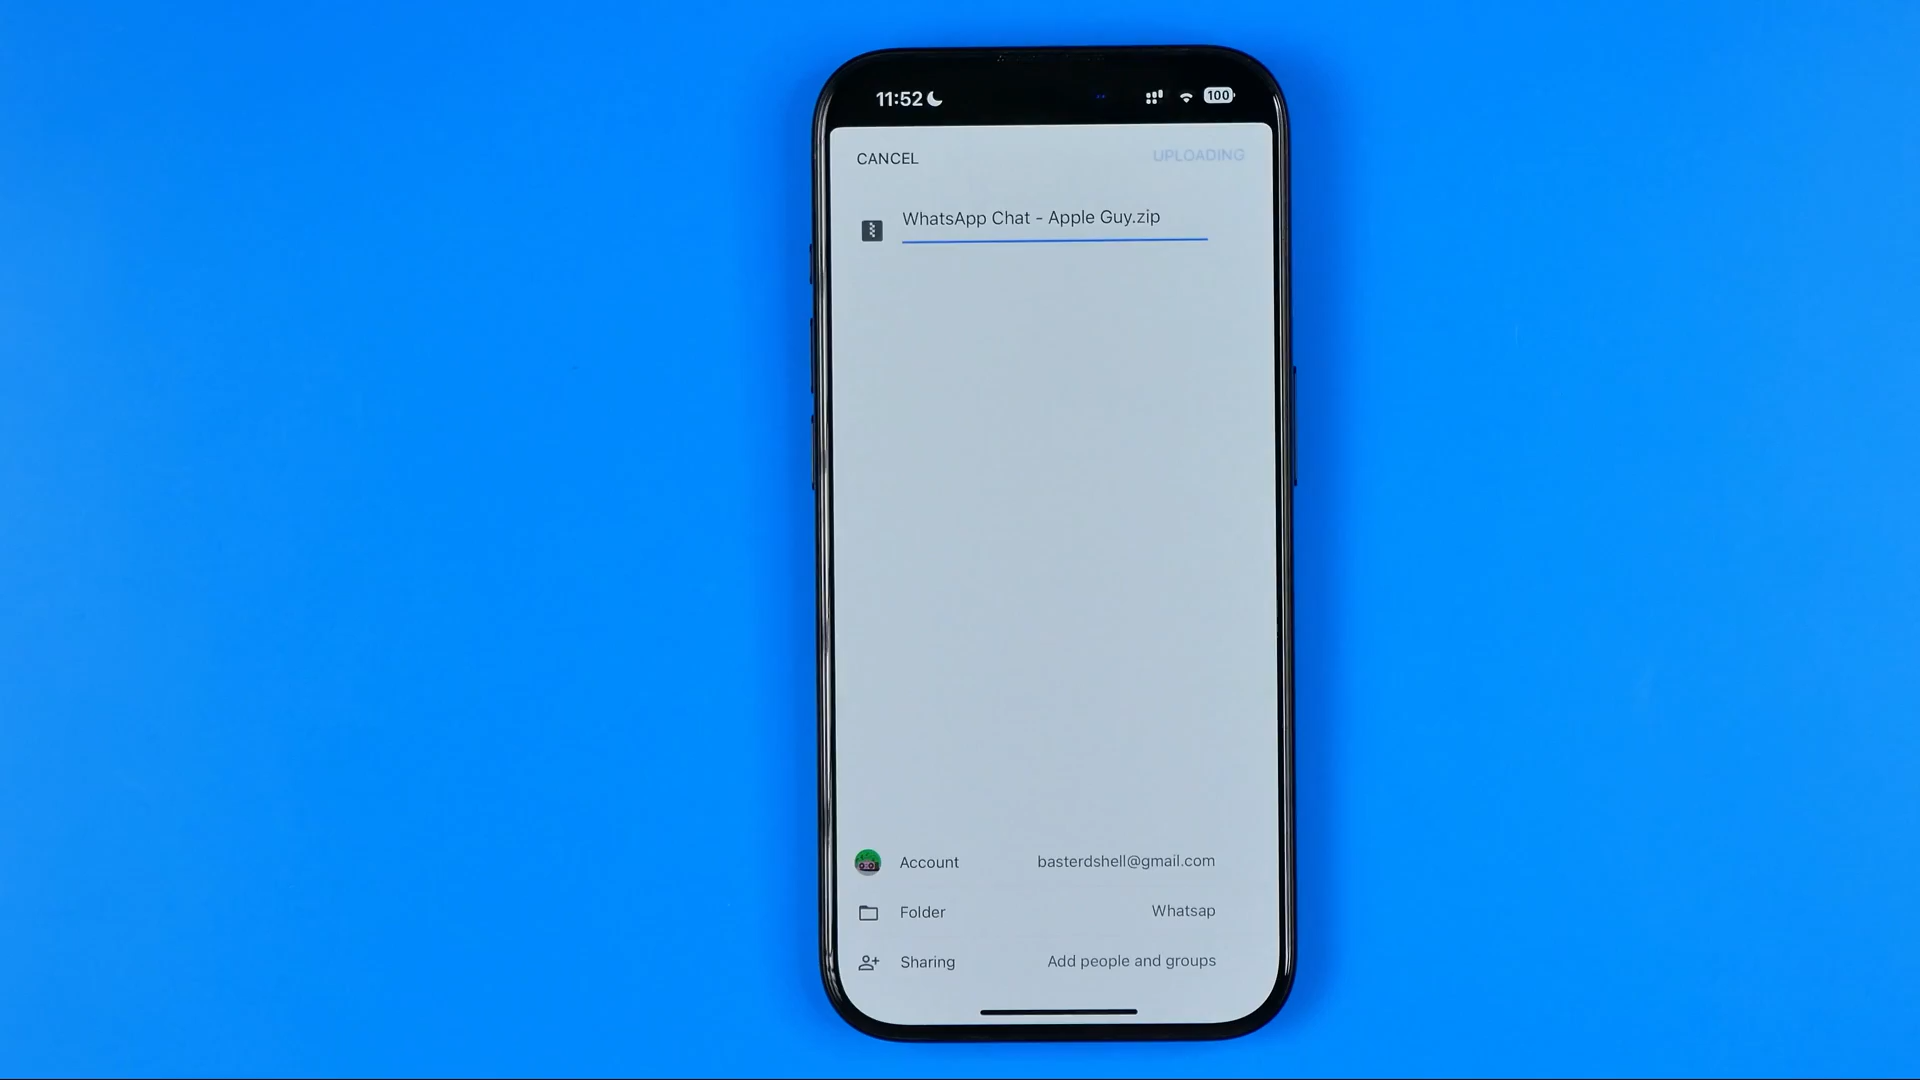 11:52 100
CANCEL UPLOADING
WhatsApp Chat - Apple Guy.zip
Account basterdshell@gmail.com
Folder Whatsap
Sharing Add people and groups